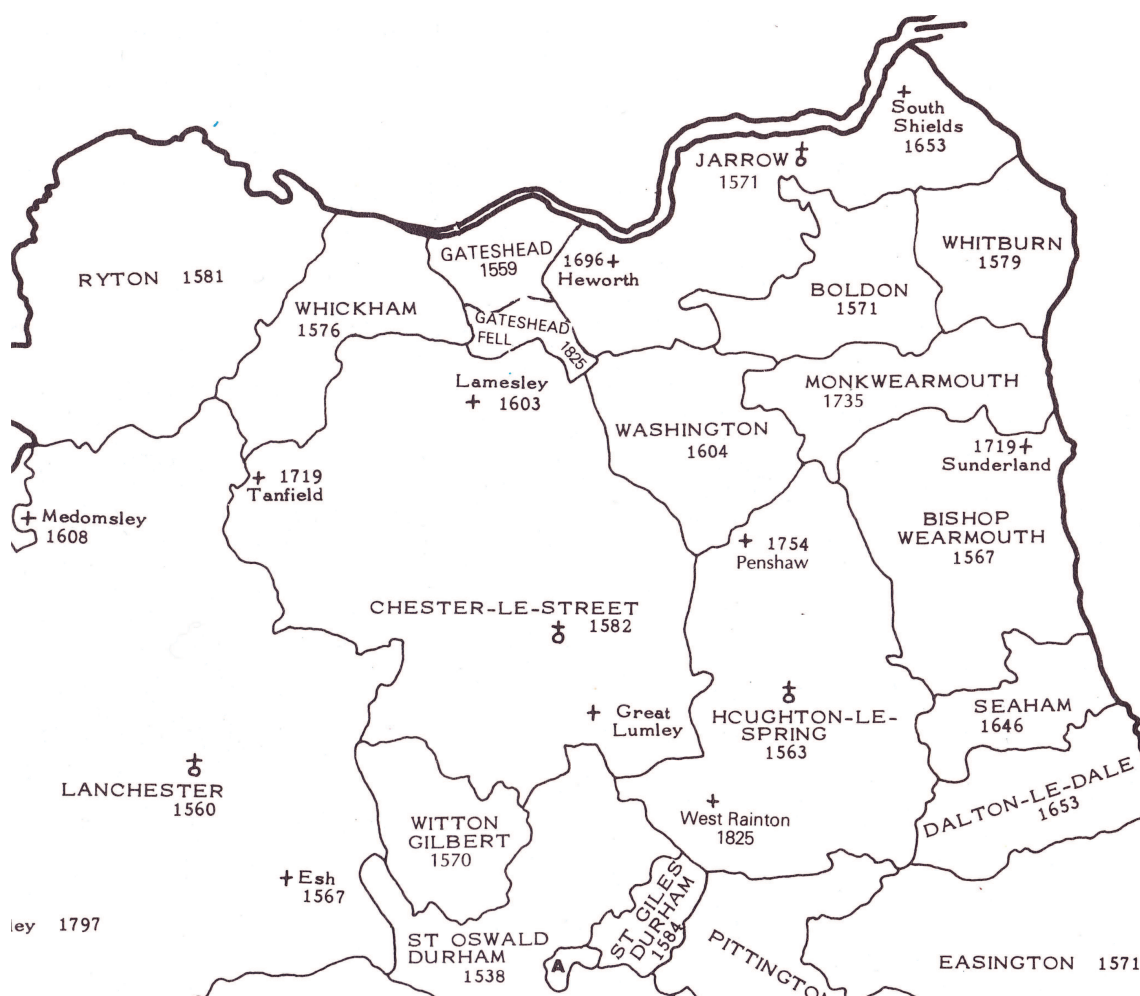 South
Shields
1653
JARROW
1571
WHITBURN
1579
GATESHEAD
1559
1696
Heworth
RYTON 1581
BOLDON
1571
WHICKHAM
1576
GATESHEAD
FELL
1825
Lamesley
1603
MONKWEARMOUTH
1735
WASHINGTON
1604
1719
Sunderland
1719
Tanfield
Medomsley
1608
BISHOP
WEARMOUTH
1567
1754
Penshaw
CHESTER-LE-STREET
1582
Great
Lumley
HOUGHTON-LE-
SPRING
1563
SEAHAM
1646
LANCHESTER
1560
DALTON-LE-DALE
1653
West Rainton
1825
WITTON
GILBERT
1570
Esh
1567
ST GILES
DURHAM
1584
ley 1797
ST OSWALD
DURHAM
1538
A
PITTINGTON
EASINGTON 1571